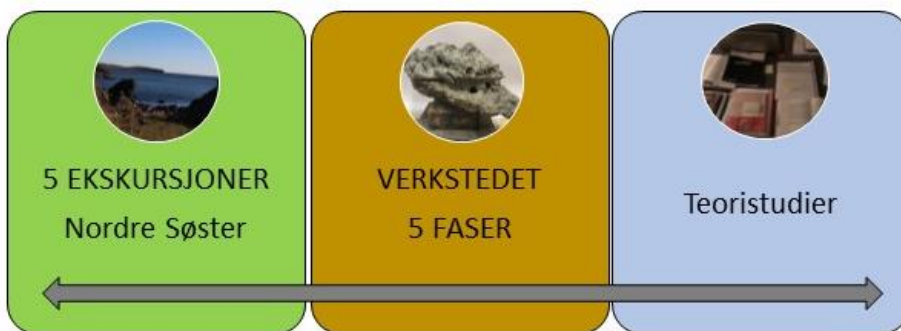 5 EKSKURSJONER
Nordre Søster
VERKSTEDET
5 FASER
Teoristudier